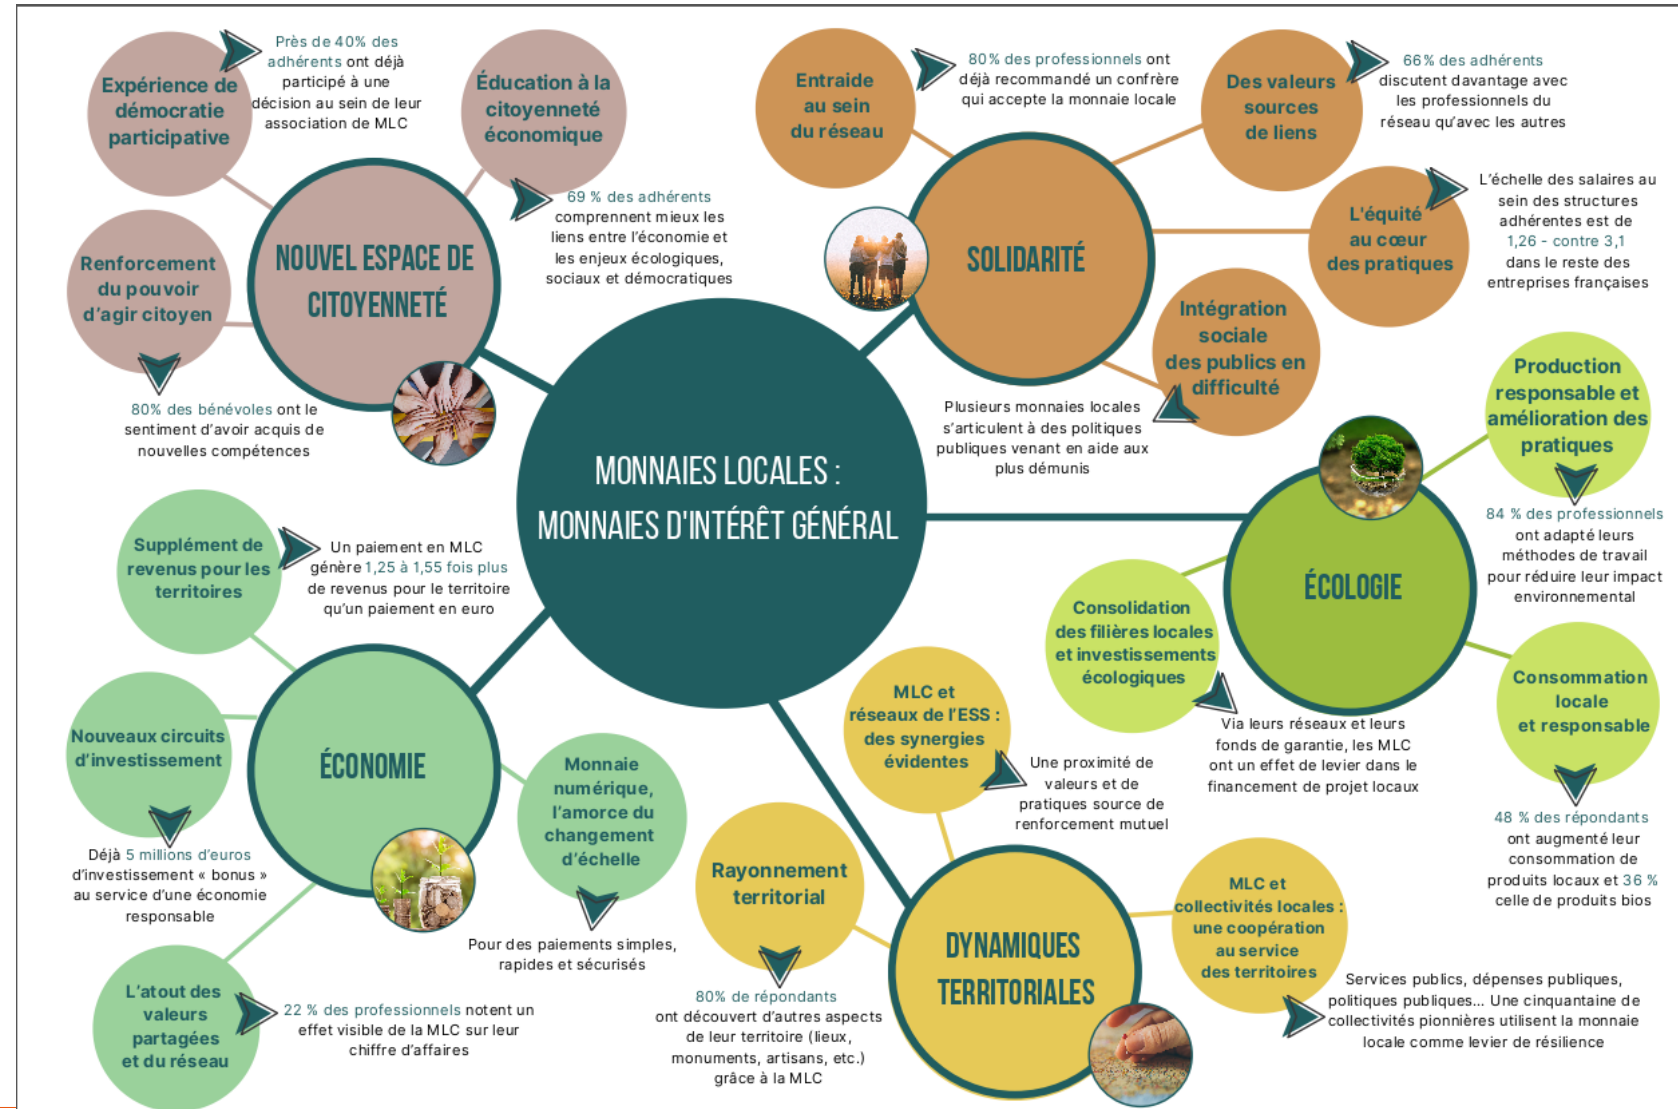 MONNAIES LOCALES :
MONNAIES D'INTÉRÊT GÉNÉRAL
NOUVEL ESPACE DE
CITOYENNETÉ
Expérience de
démocratie
participative
Près de 40% des
adhérents ont déjà
participé à une
décision au sein de leur
association de MLC
Éducation à la
citoyenneté
économique
69 % des adhérents
comprennent mieux les
liens entre l'économie et
les enjeux écologiques,
sociaux et démocratiques
Renforcement
du pouvoir
d'agir citoyen
80% des bénévoles ont le
sentiment d'avoir acquis de
nouvelles compétences
SOLIDARITÉ
Entraide
au sein
du réseau
80% des professionnels ont
déjà recommandé un confrère
qui accepte la monnaie locale
Des valeurs
sources
de liens
66% des adhérents
discutent davantage avec
les professionnels du
réseau qu'avec les autres
L'équité
au cœur
des pratiques
L'échelle des salaires au
sein des structures
adhérentes est de
1,26 - contre 3,1
dans le reste des
entreprises françaises
Intégration
sociale
des publics en
difficulté
Plusieurs monnaies locales
s'articulent à des politiques
publiques venant en aide aux
plus démunis
ÉCOLOGIE
Production
responsable et
amélioration des
pratiques
84 % des professionnels
ont adapté leurs
méthodes de travail
pour réduire leur impact
environnemental
Consolidation
des filières locales
et investissements
écologiques
Via leurs réseaux et leurs
fonds de garantie, les MLC
ont un effet de levier dans le
financement de projet locaux
Consommation
locale
et responsable
48 % des répondants
ont augmenté leur
consommation de
produits locaux et 36 %
celle de produits bios
ÉCONOMIE
Supplément de
revenus pour les
territoires
Un paiement en MLC
génère 1,25 à 1,55 fois plus
de revenus pour le territoire
qu'un paiement en euro
Nouveaux circuits
d'investissement
Déjà 5 millions d'euros
d'investissement « bonus »
au service d'une économie
responsable
Monnaie
numérique,
l'amorce du
changement
d'échelle
Pour des paiements simples,
rapides et sécurisés
L'atout des
valeurs
partagées
et du réseau
22 % des professionnels notent un
effet visible de la MLC sur leur
chiffre d'affaires
DYNAMIQUES
TERRITORIALES
MLC et
réseaux de l'ESS :
des synergies
évidentes
Une proximité de
valeurs et de
pratiques source de
renforcement mutuel
Rayonnement
territorial
80% de répondants
ont découvert d'autres aspects
de leur territoire (lieux,
monuments, artisans, etc.)
grâce à la MLC
MLC et
collectivités locales :
une coopération
au service
des territoires
Services publics, dépenses publiques,
politiques publiques... Une cinquantaine de
collectivités pionnières utilisent la monnaie
locale comme levier de résilience